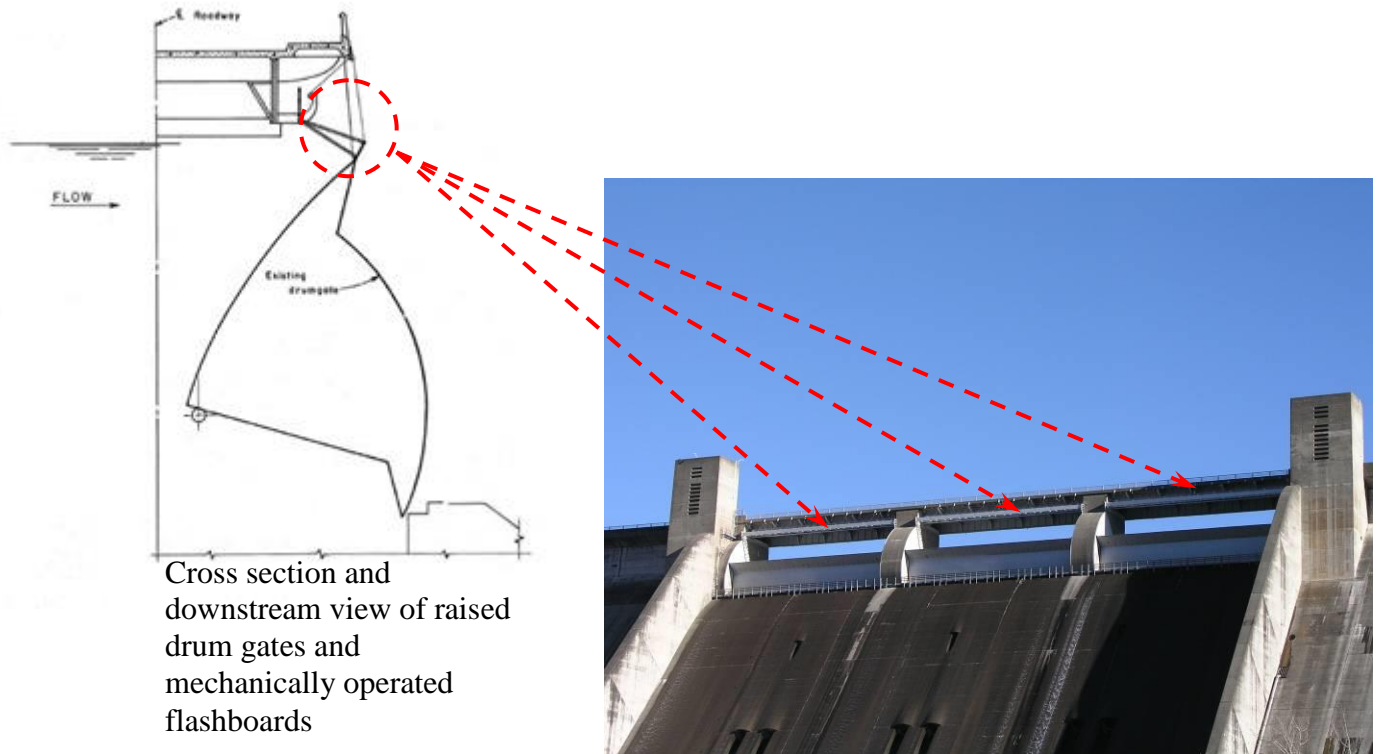 ℄ Roadway
FLOW
Existing
drumgate
Cross section and
downstream view of raised
drum gates and
mechanically operated
flashboards